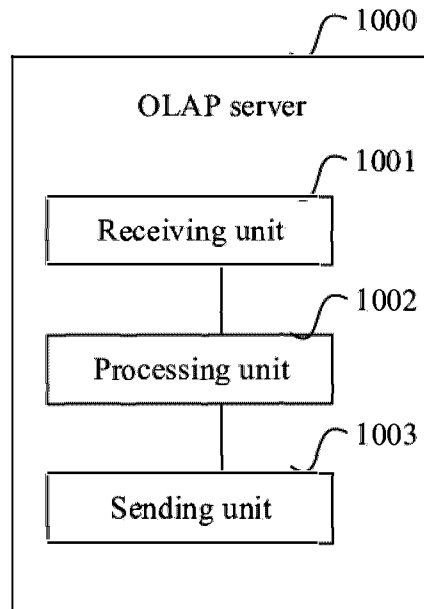 1000
OLAP server
1001
Receiving unit
1002
Processing unit
1003
Sending unit